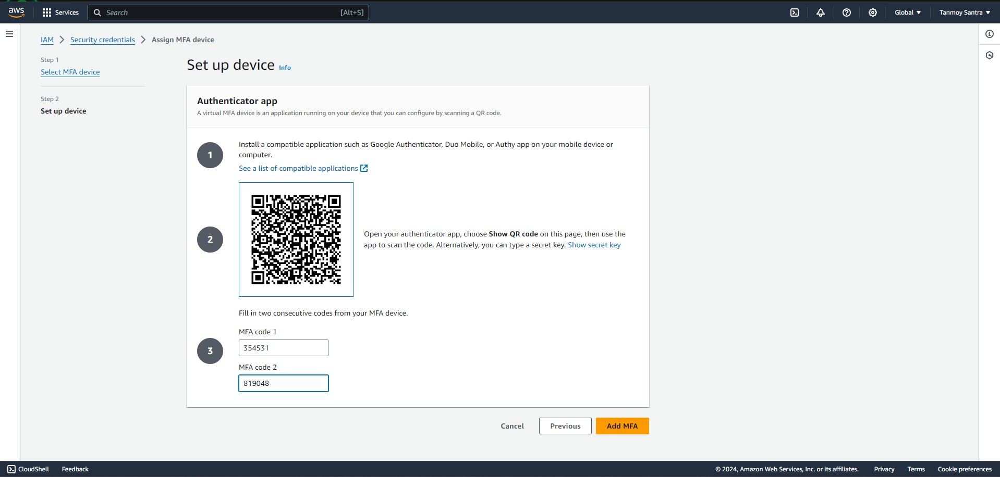 aws
Services
Search
[Alt+S]
Global
Tanmoy Santra
IAM
Security credentials
Assign MFA device
Step 1
Select MFA device
Step 2
Set up device
Set up device
Info
Authenticator app
A virtual MFA device is an application running on your device that you can configure by scanning a QR code.
1
Install a compatible application such as Google Authenticator, Duo Mobile, or Authy app on your mobile device or
computer.
See a list of compatible applications
2
Open your authenticator app, choose Show QR code on this page, then use the
app to scan the code. Alternatively, you can type a secret key. Show secret key
3
Fill in two consecutive codes from your MFA device.
MFA code 1
354531
MFA code 2
819048
Cancel
Previous
Add MFA
CloudShell
Feedback
© 2024, Amazon Web Services, Inc. or its affiliates.
Privacy
Terms
Cookie preferences